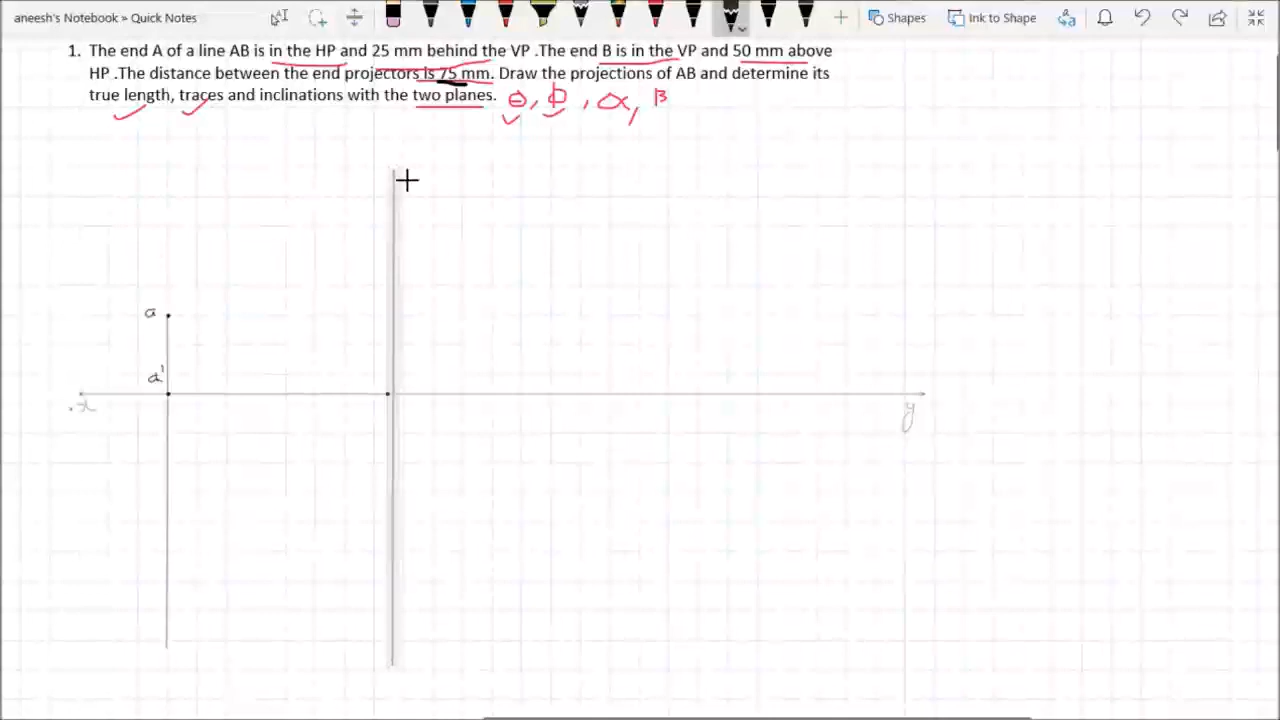 aneesh's Notebook » Quick Notes
Shapes
Ink to Shape
1. The end A of a line AB is in the HP and 25 mm behind the VP .The end B is in the VP and 50 mm above
HP .The distance between the end projectors is 75 mm. Draw the projections of AB and determine its
true length, traces and inclinations with the two planes. θ, Φ, α, β
a
a'
x
y